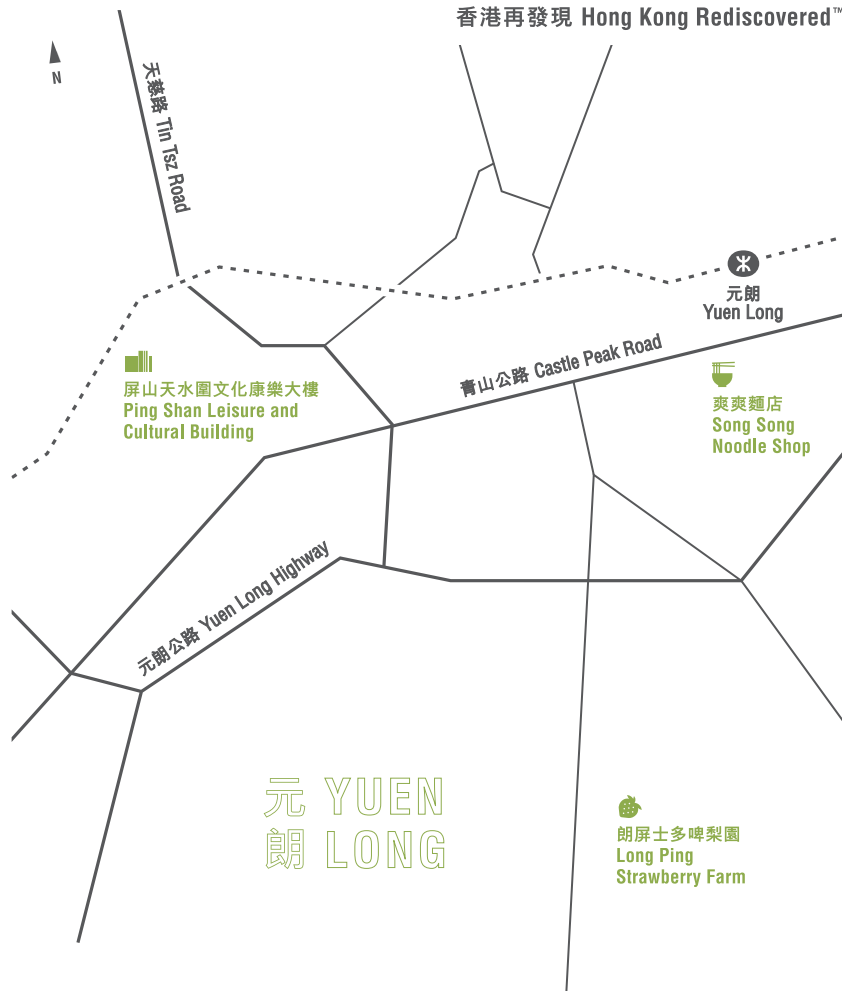 香港再發現 Hong Kong Rediscovered™
N
天慈路 Tin Tsz Road
元朗
Yuen Long
青山公路 Castle Peak Road
屏山天水圍文化康樂大樓
Ping Shan Leisure and
Cultural Building
爽爽麵店
Song Song
Noodle Shop
元朗公路 Yuen Long Highway
元 YUEN
朗 LONG
朗屏士多啤梨園
Long Ping
Strawberry Farm